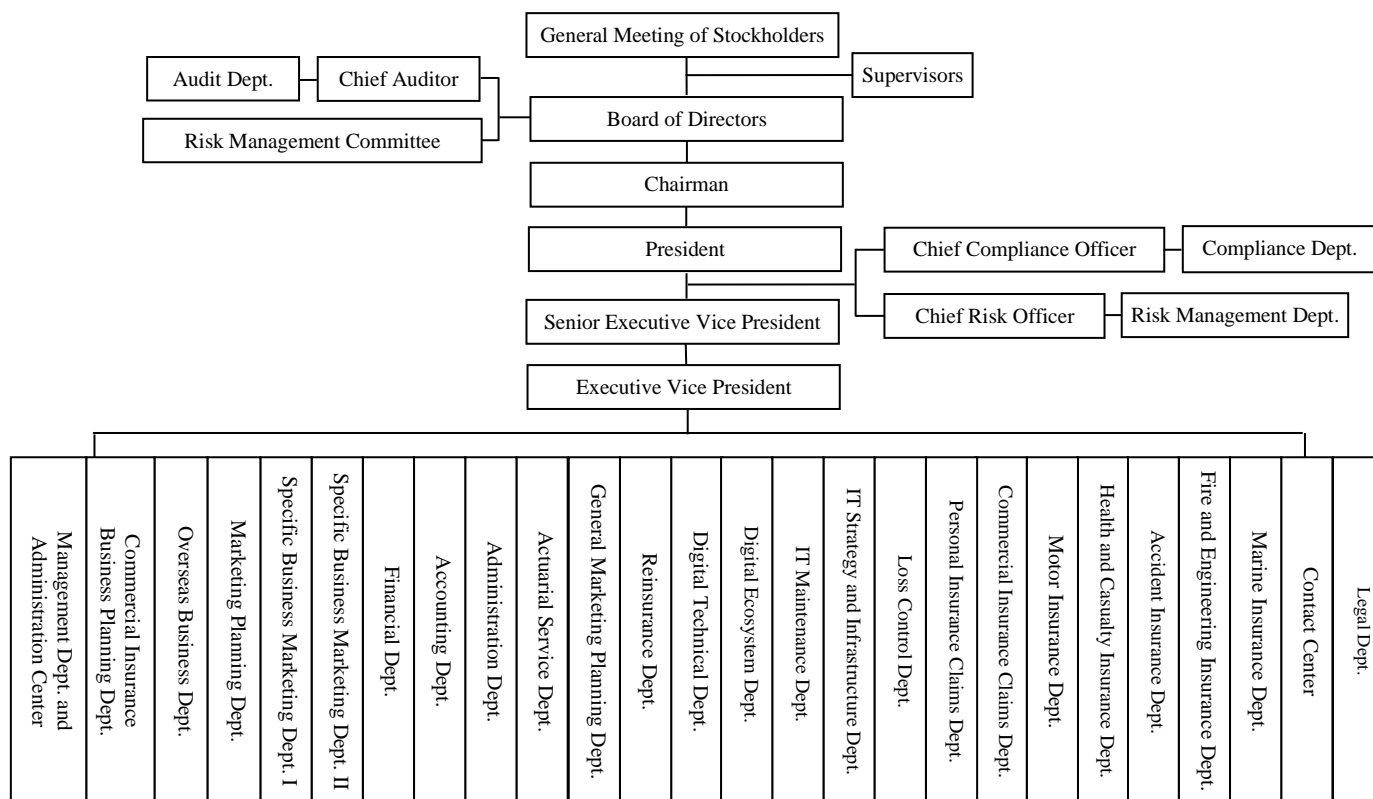 General Meeting of Stockholders
Supervisors
Audit Dept.
Chief Auditor
Board of Directors
Risk Management Committee
Chairman
President
Chief Compliance Officer
Compliance Dept.
Senior Executive Vice President
Chief Risk Officer
Risk Management Dept.
Executive Vice President
Management Dept. and
Administration Center
Commercial Insurance
Business Planning Dept.
Overseas Business Dept.
Marketing Planning Dept.
Specific Business Marketing Dept. I
Specific Business Marketing Dept. II
Financial Dept.
Accounting Dept.
Administration Dept.
Actuarial Service Dept.
General Marketing Planning Dept.
Reinsurance Dept.
Digital Technical Dept.
Digital Ecosystem Dept.
IT Maintenance Dept.
IT Strategy and Infrastructure Dept.
Loss Control Dept.
Personal Insurance Claims Dept.
Commercial Insurance Claims Dept.
Motor Insurance Dept.
Health and Casualty Insurance Dept.
Accident Insurance Dept.
Fire and Engineering Insurance Dept.
Marine Insurance Dept.
Contact Center
Legal Dept.